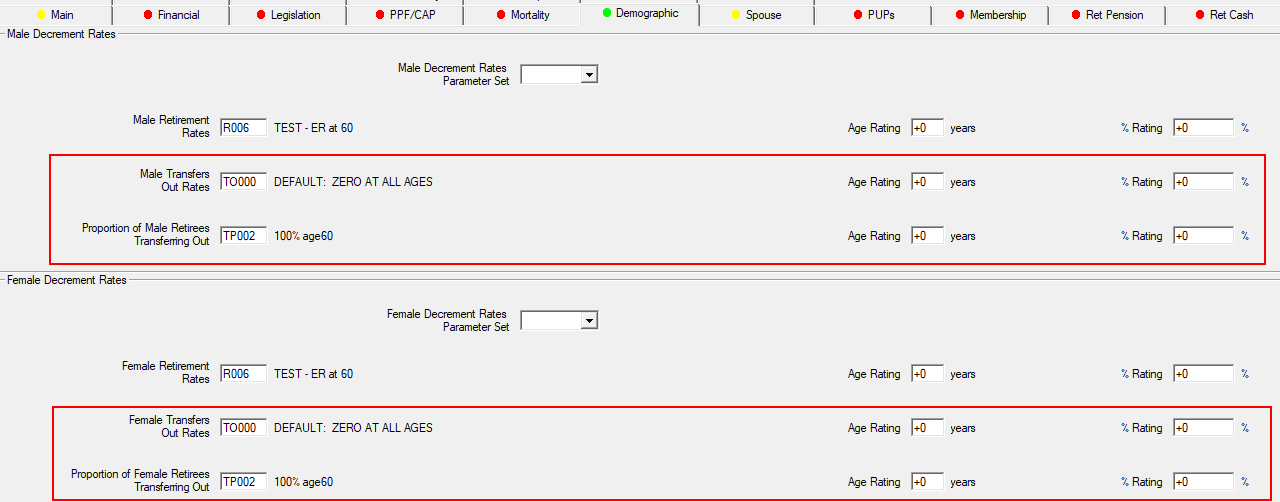 Main Financial Legislation PPF/CAP Mortality Demographic Spouse PUPs Membership Ret Pension Ret Cash
Male Decrement Rates
Male Decrement Rates
Parameter Set
Male Retirement
Rates
R006 TEST - ER at 60 Age Rating +0 years % Rating +0 %
Male Transfers
Out Rates
TO000 DEFAULT: ZERO AT ALL AGES Age Rating +0 years % Rating +0 %
Proportion of Male Retirees
Transferring Out
TP002 100% age60 Age Rating +0 years % Rating +0 %
Female Decrement Rates
Female Decrement Rates
Parameter Set
Female Retirement
Rates
R006 TEST - ER at 60 Age Rating +0 years % Rating +0 %
Female Transfers
Out Rates
TO000 DEFAULT: ZERO AT ALL AGES Age Rating +0 years % Rating +0 %
Proportion of Female Retirees
Transferring Out
TP002 100% age60 Age Rating +0 years % Rating +0 %